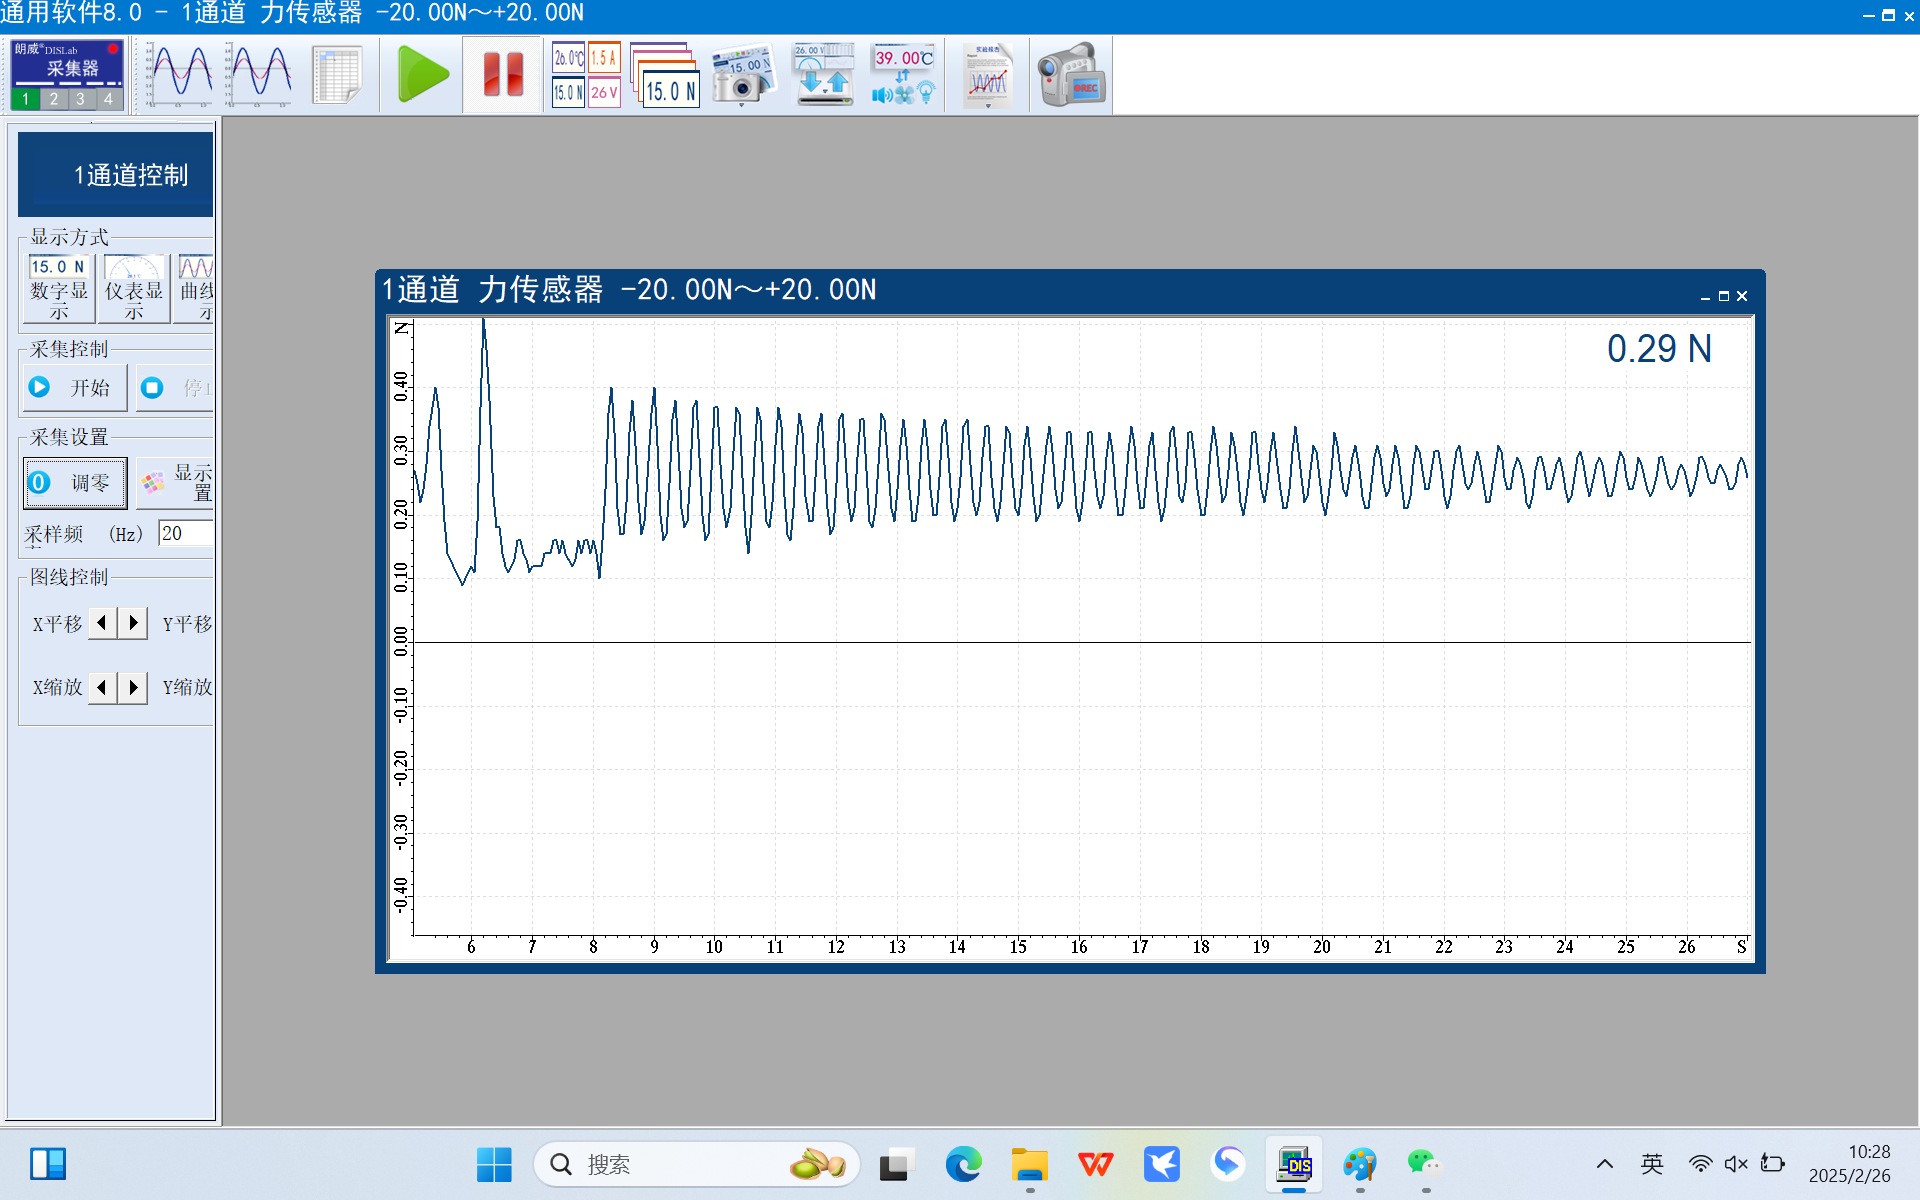 通用软件8.0 - 1通道 力传感器 -20.00N～+20.00N
朗威®DISLab
采集器
1 2 3 4
26.0℃ 1.5 A
15.0 N 26 V
15.0 N
15.00 N
26.00 V
39.00℃
实验报告
REC
1通道控制
显示方式
15.0 N
数字显示
仪表显示
曲线
示
采集控制
开始
停
采集设置
0 调零
显示
置
采样频 (Hz) 20
图线控制
X平移 Y平移
X缩放 Y缩放
1通道 力传感器 -20.00N～+20.00N
0.29 N
N
0.40
0.30
0.20
0.10
0.00
-0.10
-0.20
-0.30
-0.40
6 7 8 9 10 11 12 13 14 15 16 17 18 19 20 21 22 23 24 25 26 S
搜索
DIS
英
10:28
2025/2/26